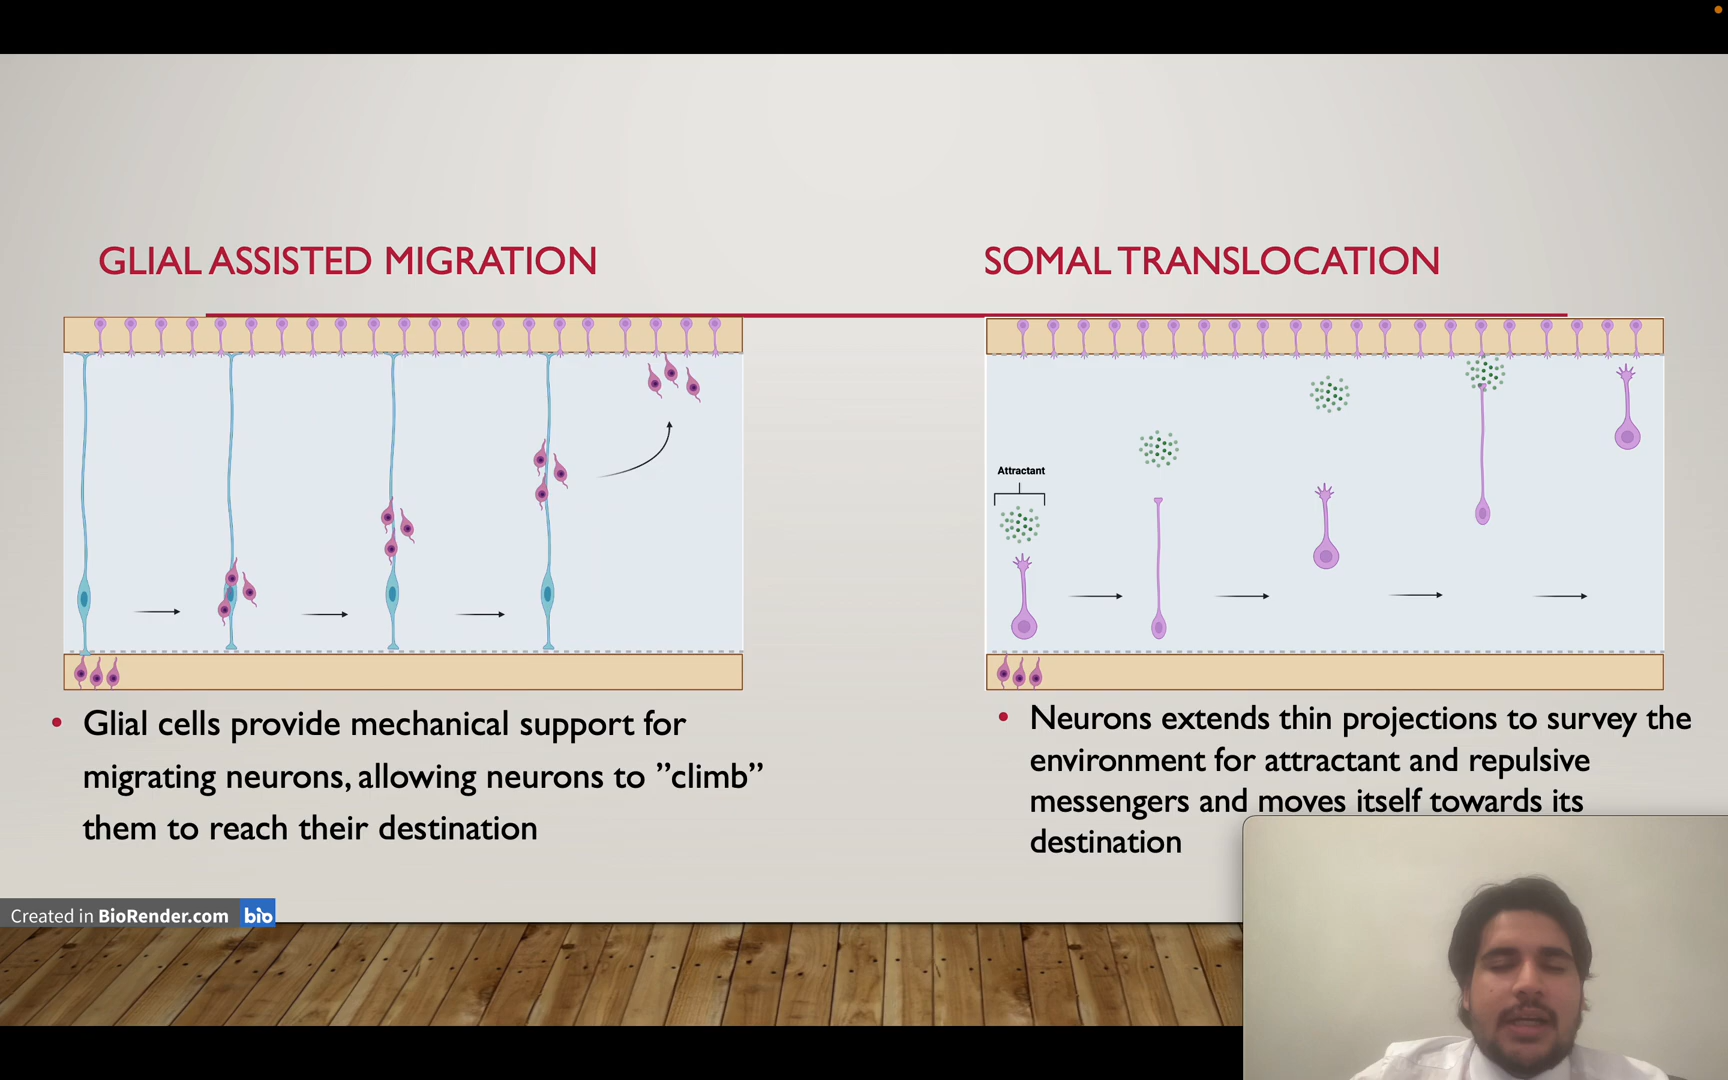 GLIAL ASSISTED MIGRATION
SOMAL TRANSLOCATION
Attractant
Glial cells provide mechanical support for
migrating neurons, allowing neurons to ”climb”
them to reach their destination
Neurons extends thin projections to survey the
environment for attractant and repulsive
messengers and moves itself towards its
destination
Created in BioRender.com bio